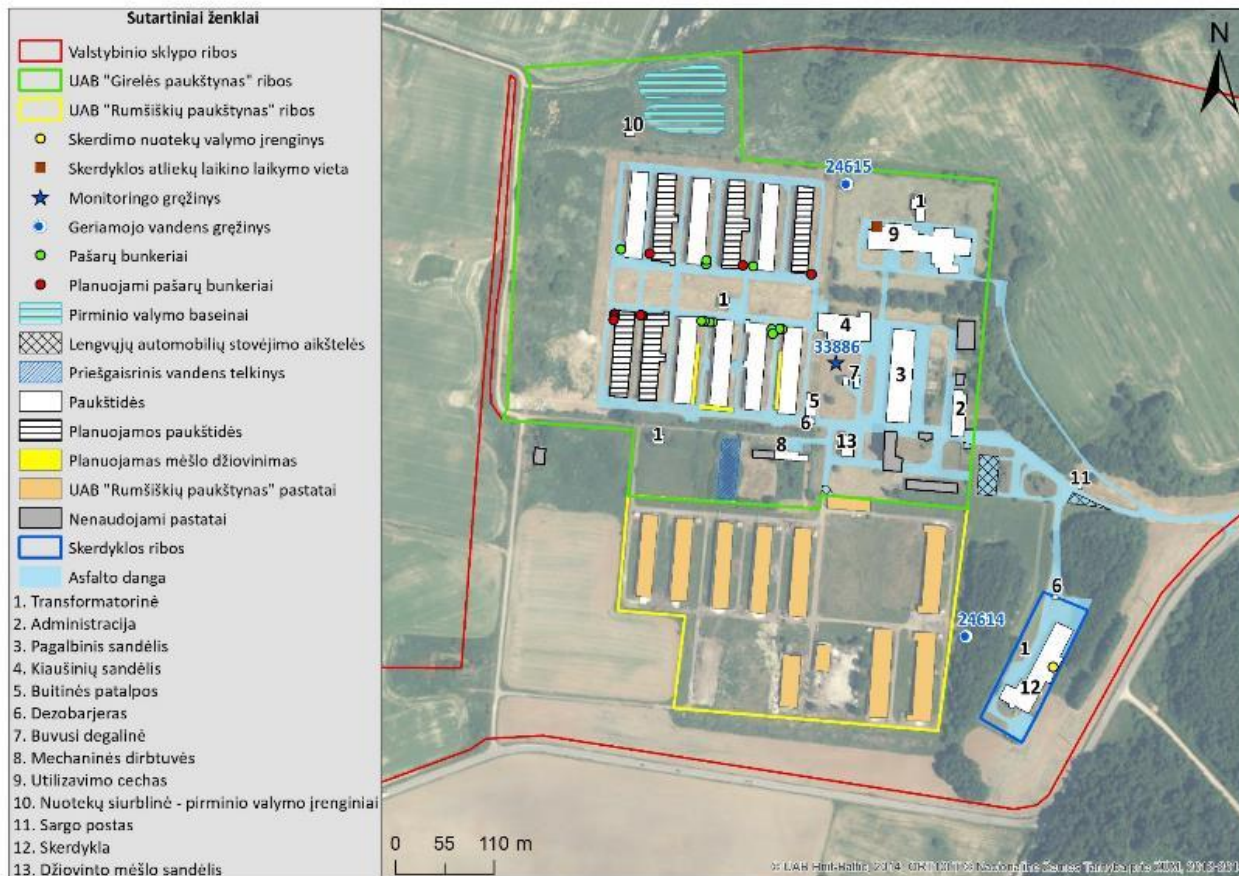 Sutartiniai ženklai
Valstybinio sklypo ribos
UAB "Girelės paukštynas" ribos
UAB "Rumšiškių paukštynas" ribos
Skerdimo nuotekų valymo įrenginys
Skerdyklos atliekų laikino laikymo vieta
Monitoringo gręžinys
Geriamojo vandens gręžinys
Pašarų bunkeriai
Planuojami pašarų bunkeriai
Pirminio valymo baseinai
Lengvųjų automobilių stovėjimo aikštelės
Priešgaisrinis vandens telkinys
Paukštidės
Planuojamos paukštidės
Planuojamas mėšlo džiovinimas
UAB "Rumšiškių paukštynas" pastatai
Nenaudojami pastatai
Skerdyklos ribos
Asfalto danga
1. Transformatorinė
2. Administracija
3. Pagalbinis sandėlis
4. Kiaušinių sandėlis
5. Buitinės patalpos
6. Dezobarjeras
7. Buvusi degalinė
8. Mechaninės dirbtuvės
9. Utilizavimo cechas
10. Nuotekų siurblinė - pirminio valymo įrenginiai
11. Sargo postas
12. Skerdykla
13. Džiovinto mėšlo sandėlis
N
10
24615
1
9
1
4
33886
7
3
5
2
6
1
8
13
11
6
24614
1
12
0 55 110 m
© UAB